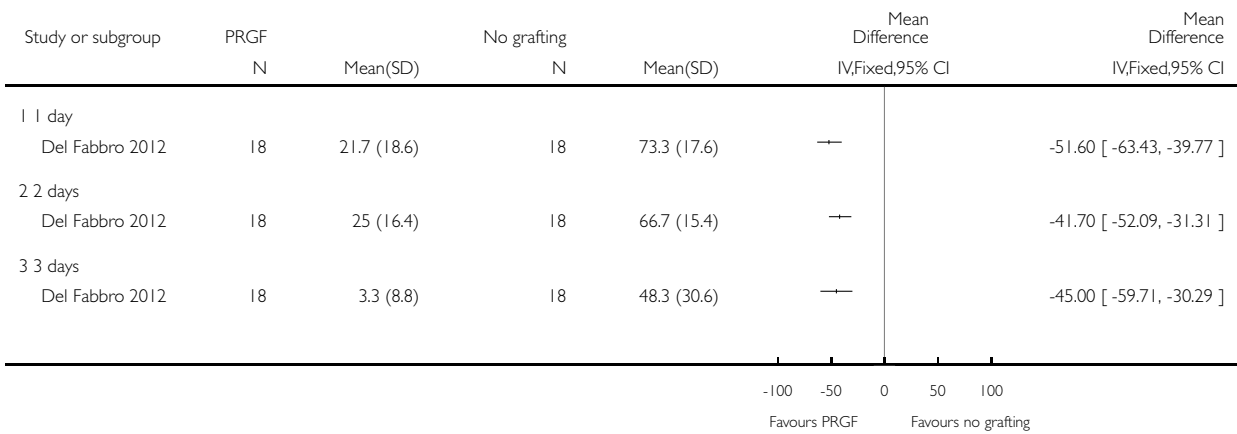 Mean Mean
Study or subgroup PRGF No grafting Difference Difference
N Mean(SD) N Mean(SD) IV,Fixed,95% CI IV,Fixed,95% CI
1 1 day
Del Fabbro 2012 18 21.7 (18.6) 18 73.3 (17.6) -51.60 [ -63.43, -39.77 ]
2 2 days
Del Fabbro 2012 18 25 (16.4) 18 66.7 (15.4) -41.70 [ -52.09, -31.31 ]
3 3 days
Del Fabbro 2012 18 3.3 (8.8) 18 48.3 (30.6) -45.00 [ -59.71, -30.29 ]
-100 -50 0 50 100
Favours PRGF Favours no grafting